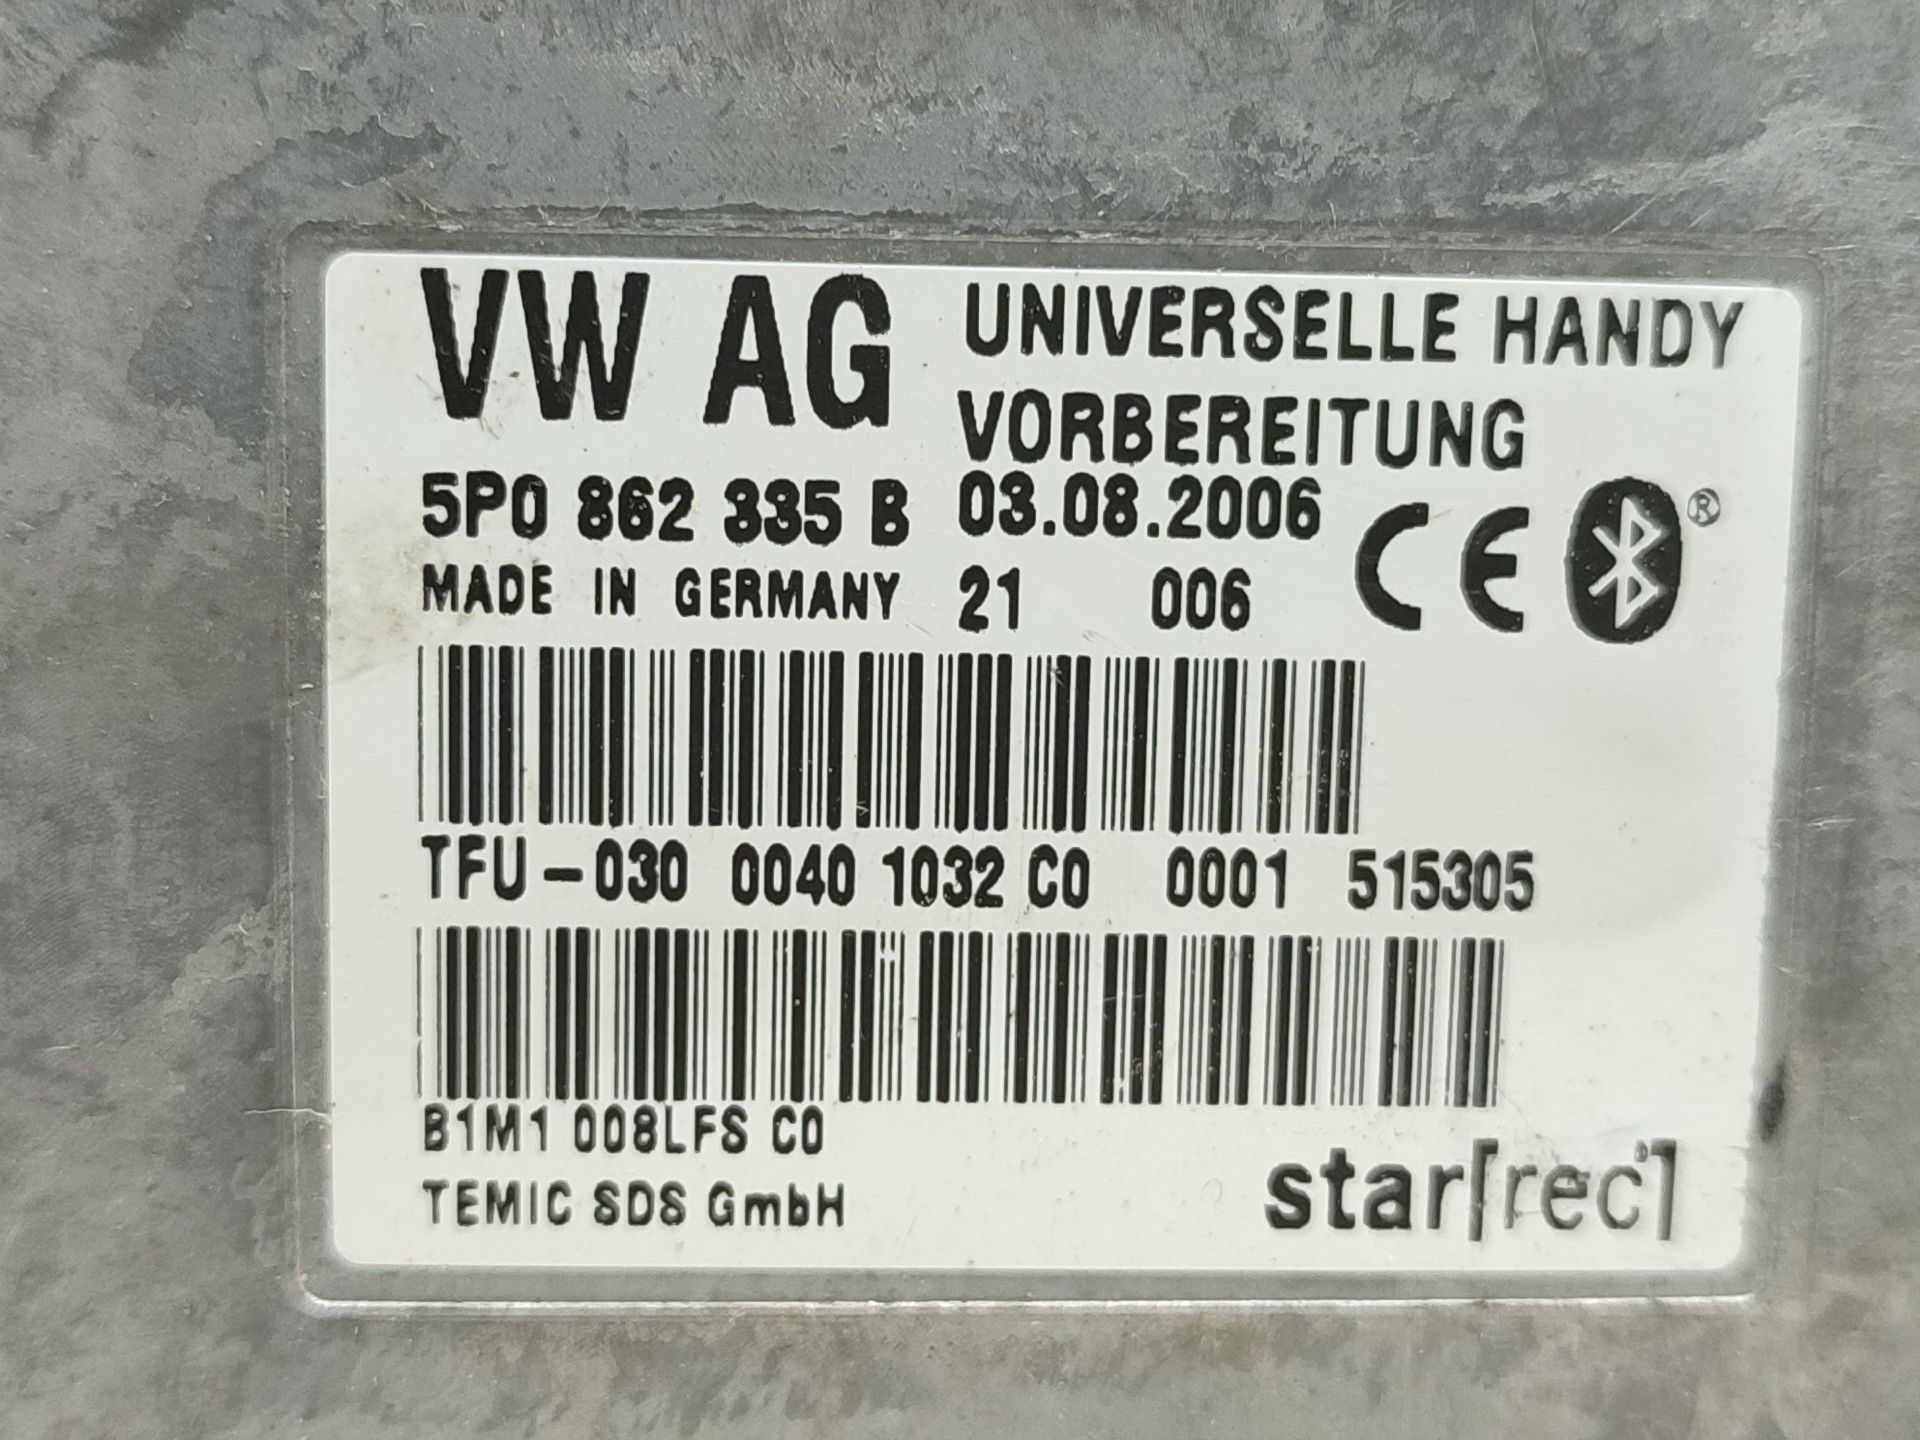 VW AG UNIVERSELLE HANDY
VORBEREITUNG
5P0 862 335 B 03.08.2006 CE ®
MADE IN GERMANY 21 006
TFU-030 0040 1032 C0 0001 515305
B1M1 008LFS C0
TEMIC SDS GmbH star[rec]